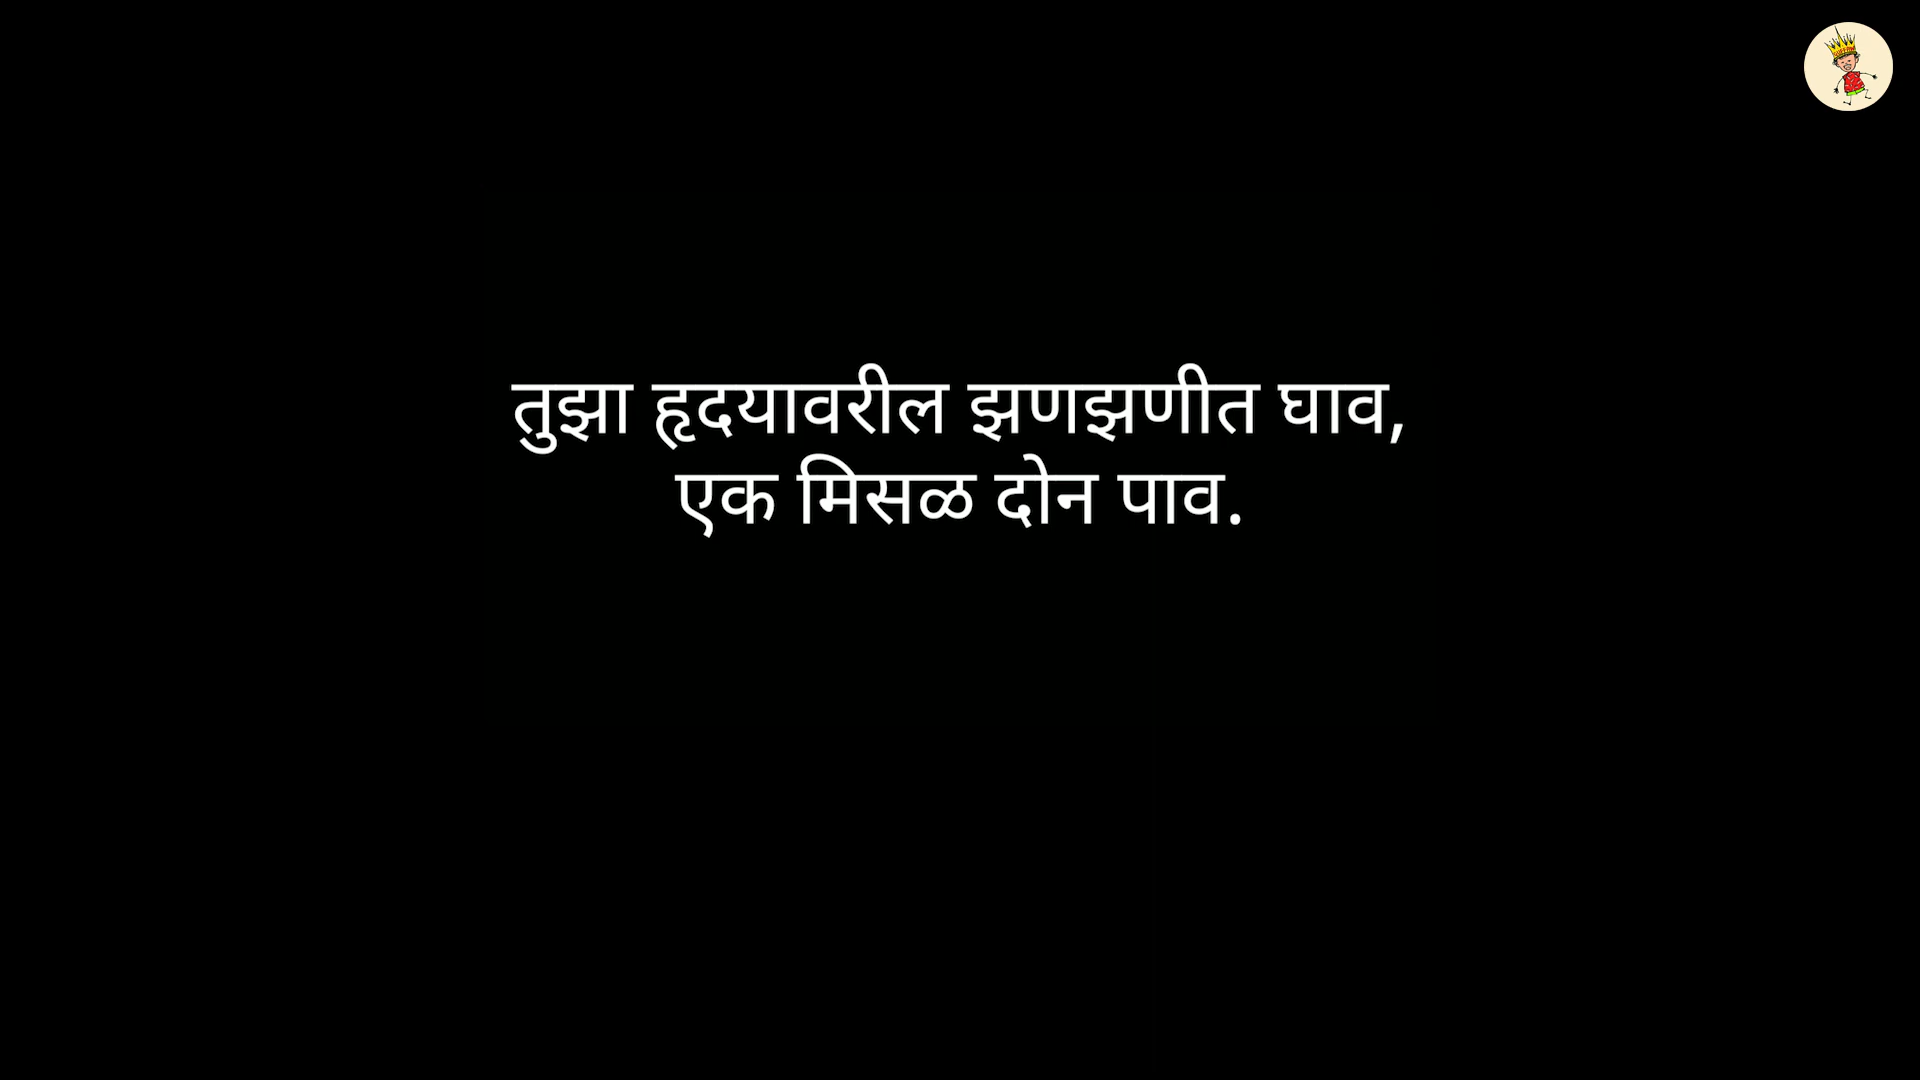 तुझा हृदयावरील झणझणीत घाव,
एक मिसळ दोन पाव.